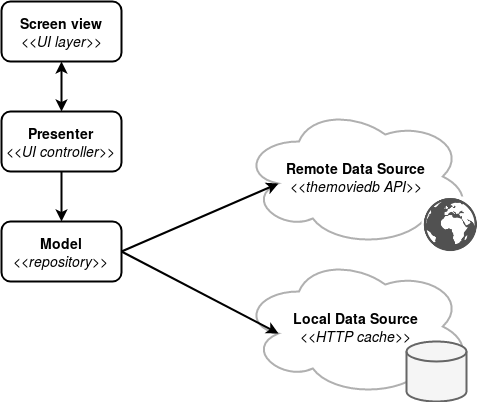 Screen view
<<UI layer>>
Presenter
<<UI controller>>
Model
<<repository>>
Remote Data Source
<<themoviedb API>>
Local Data Source
<<HTTP cache>>